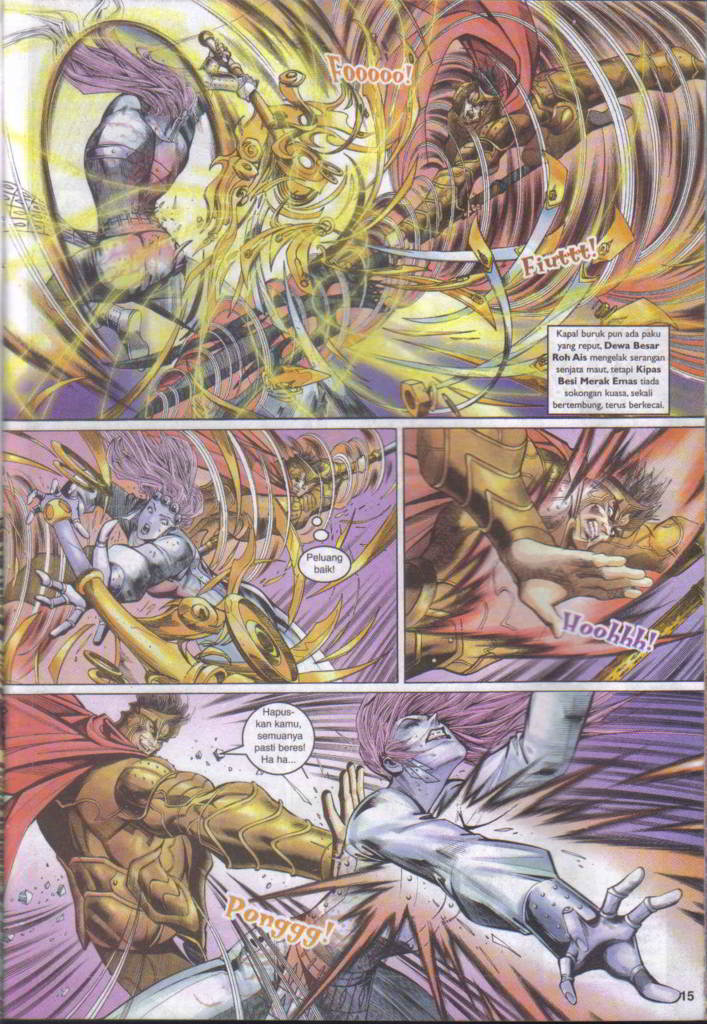 Fooooo!
Fiuttt!
Kapal buruk pun ada paku
yang reput, Dewa Besar
Roh Ais mengelak serangan
senjata maut, tetapi Kipas
Besi Merak Emas tiada
sokongan kuasa, sekali
bertembung, terus berkecai.
Peluang
baik!
Hoohhh!
Hapus-
kan kamu,
semuanya
pasti beres!
Ha ha...
Ponggg!
15